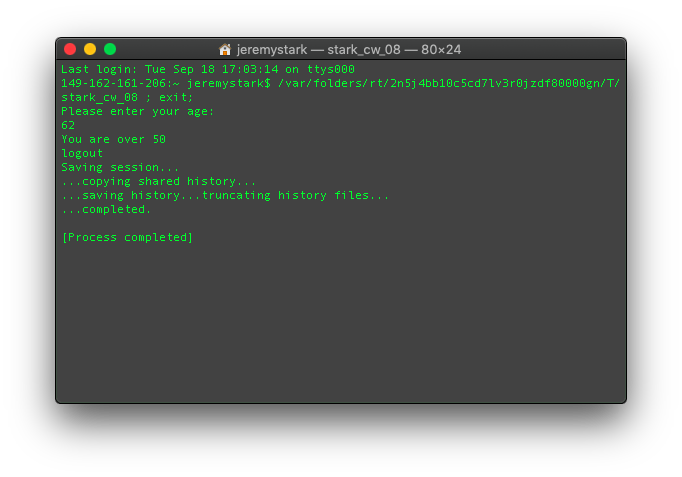 jeremystark — stark_cw_08 — 80×24
Last login: Tue Sep 18 17:03:14 on ttys000
149-162-161-206:~ jeremystark$ /var/folders/rt/2n5j4bb10c5cd7lv3r0jzdf80000gn/T/
stark_cw_08 ; exit;
Please enter your age:
62
You are over 50
logout
Saving session...
...copying shared history...
...saving history...truncating history files...
...completed.
[Process completed]